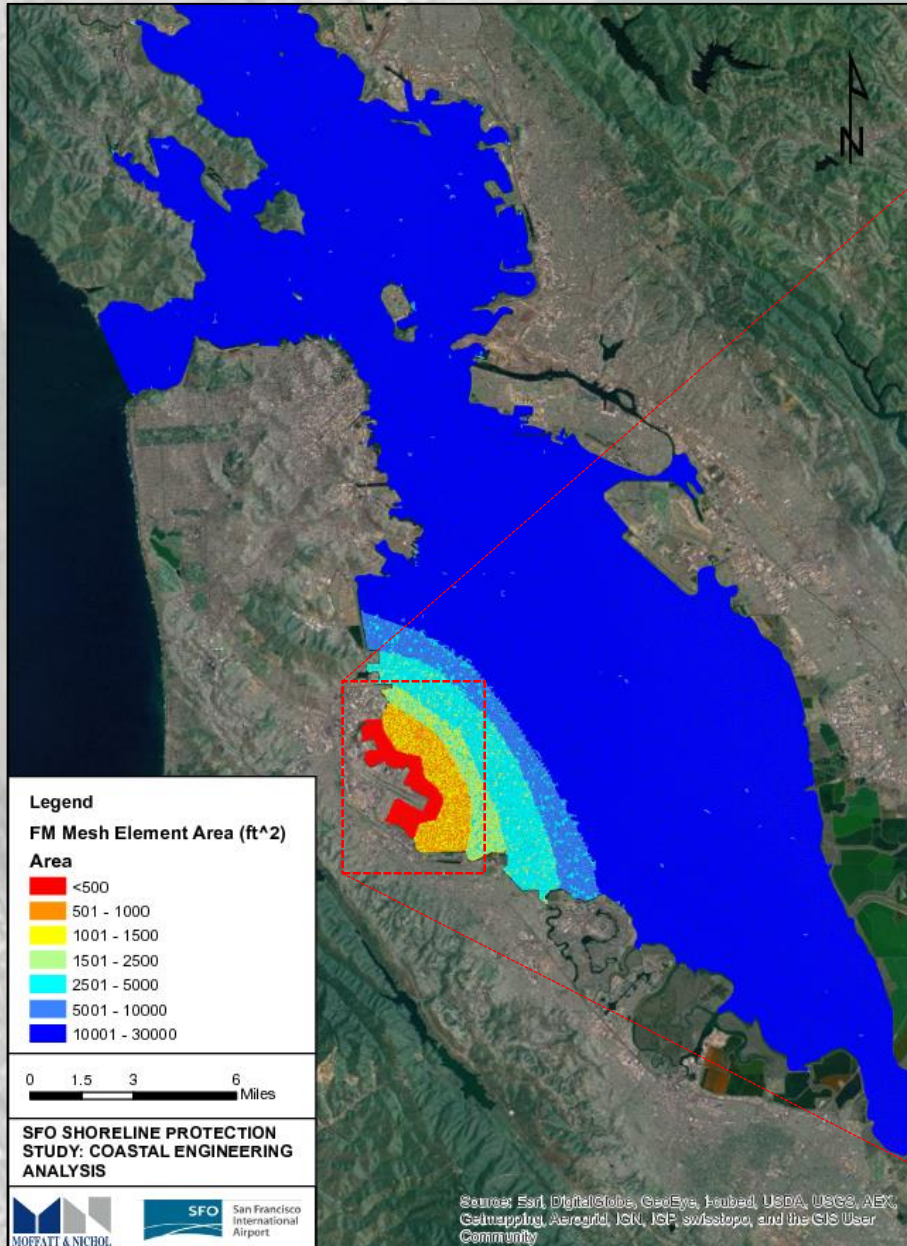 N
Legend
FM Mesh Element Area (ft^2)
Area
<500
501 - 1000
1001 - 1500
1501 - 2500
2501 - 5000
5001 - 10000
10001 - 30000
0 1.5 3 6
Miles
SFO SHORELINE PROTECTION
STUDY: COASTAL ENGINEERING
ANALYSIS
MOFFATT & NICHOL
SFO
San Francisco
International
Airport
Source: Esri, DigitalGlobe, GeoEye, i-cubed, USDA, USGS, AEX,
Getmapping, Aerogrid, IGN, IGP, swisstopo, and the GIS User
Community